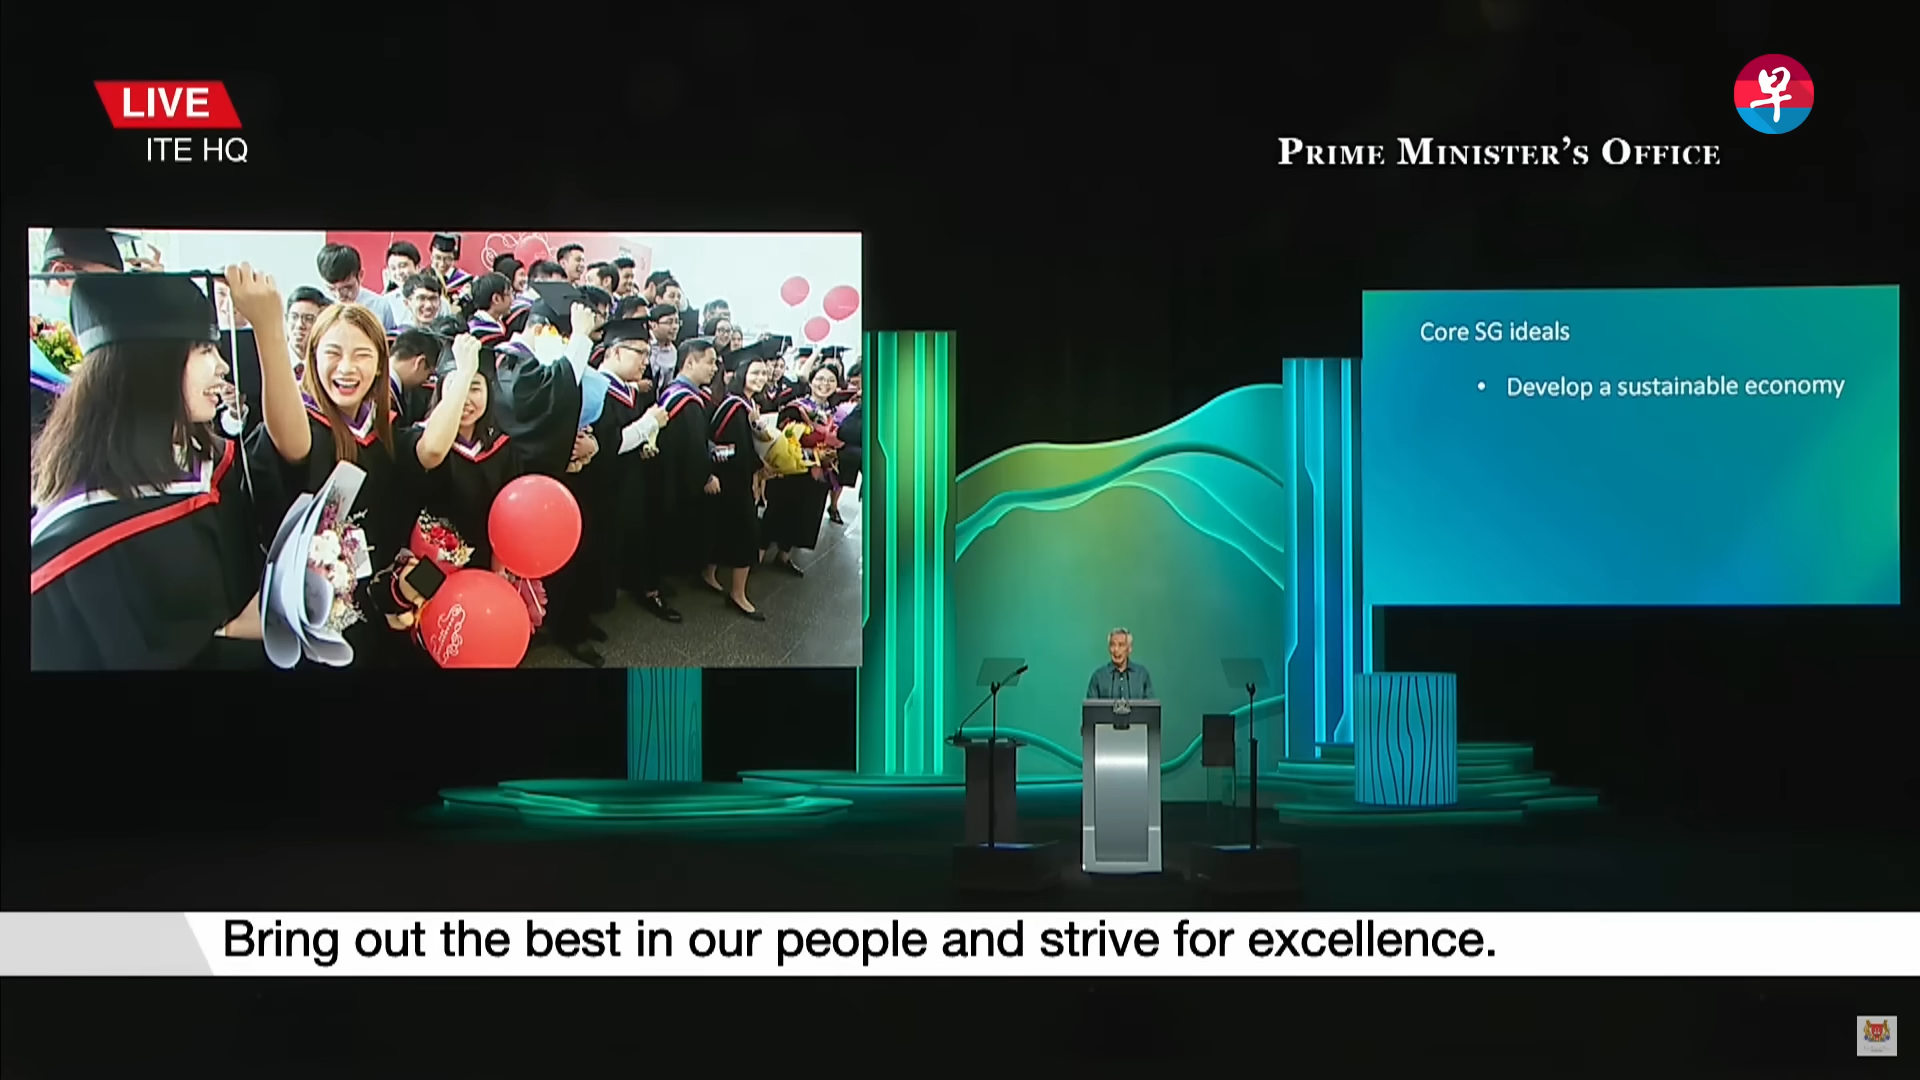 LIVE
ITE HQ
早
PRIME MINISTER'S OFFICE
Core SG ideals
• Develop a sustainable economy
Bring out the best in our people and strive for excellence.